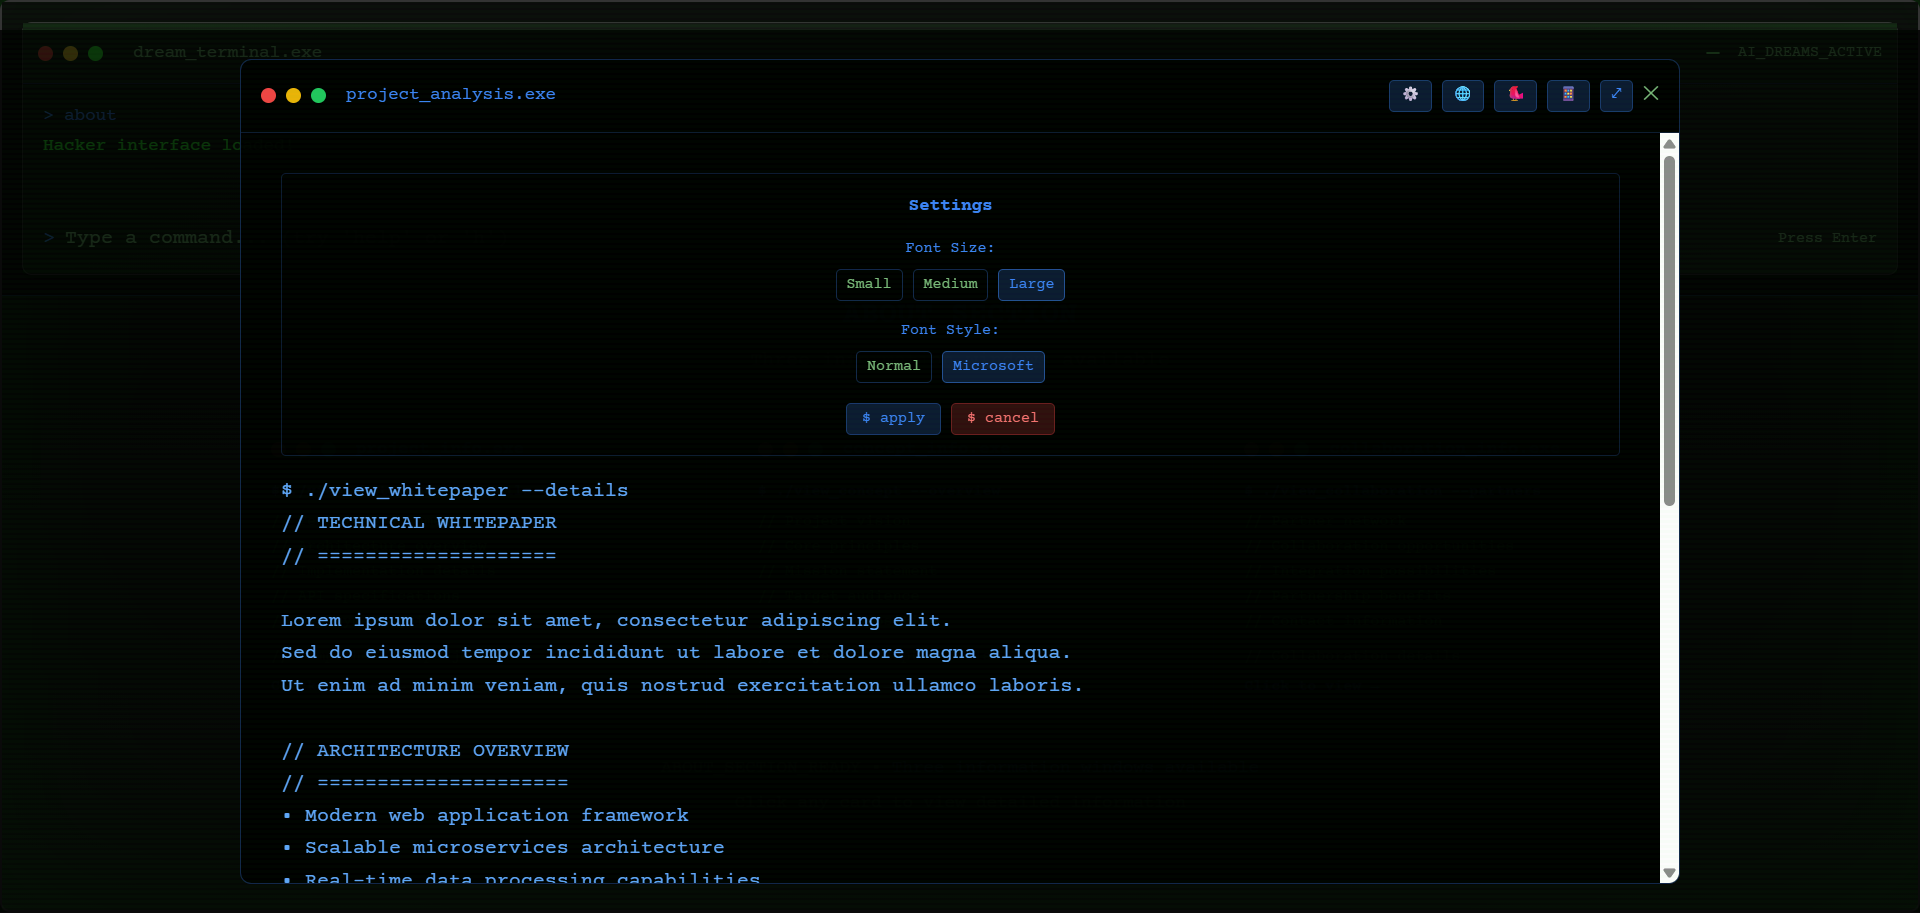 dream_terminal.exe
— AI_DREAMS_ACTIVE
> about
Hacker interface lo
> Type a command.
Press Enter
project_analysis.exe
Settings
Font Size:
Small Medium Large
Font Style:
Normal Microsoft
$ apply $ cancel
$ ./view_whitepaper --details
// TECHNICAL WHITEPAPER
// ====================
Lorem ipsum dolor sit amet, consectetur adipiscing elit.
Sed do eiusmod tempor incididunt ut labore et dolore magna aliqua.
Ut enim ad minim veniam, quis nostrud exercitation ullamco laboris.
// ARCHITECTURE OVERVIEW
// =====================
▪ Modern web application framework
▪ Scalable microservices architecture
▪ Real-time data processing capabilities